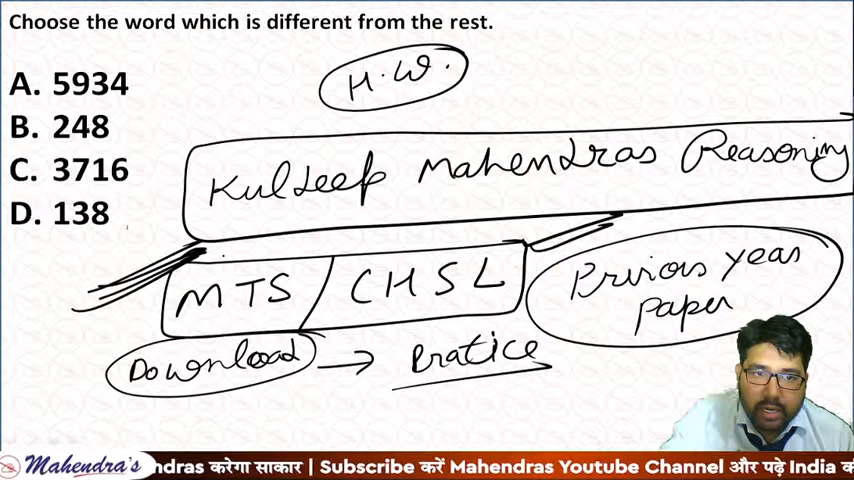 Choose the word which is different from the rest.
H.W.
A. 5934
B. 248
C. 3716
D. 138
Kuldeep Mahendras Reasoning
MTS / CHSL
Previous year
Paper
Download → Pratice
Mahendra's
ndras करेगा साकार | Subscribe करें Mahendras Youtube Channel और पढ़े India क